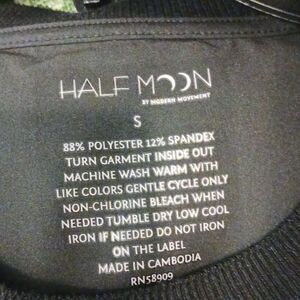 HALF MOON
BY MODERN MOVEMENT
S
88% POLYESTER 12% SPANDEX
TURN GARMENT INSIDE OUT
MACHINE WASH WARM WITH
LIKE COLORS GENTLE CYCLE ONLY
NON-CHLORINE BLEACH WHEN
NEEDED TUMBLE DRY LOW COOL
IRON IF NEEDED DO NOT IRON
ON THE LABEL
MADE IN CAMBODIA
RN58909